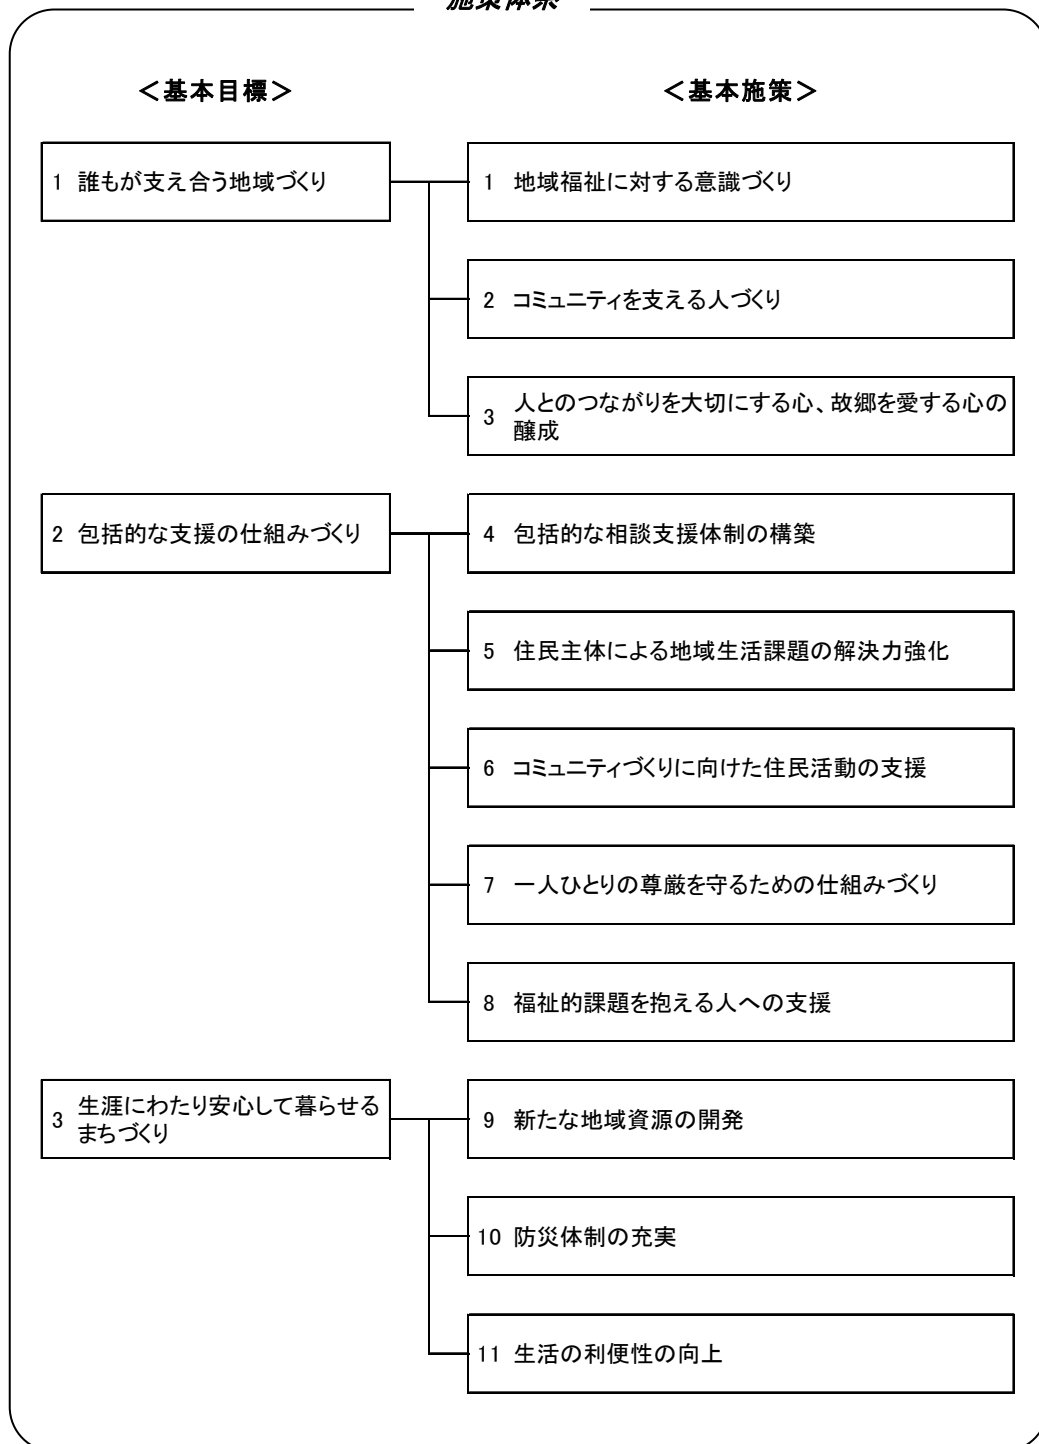 施策体系
＜基本目標＞
＜基本施策＞
1 誰もが支え合う地域づくり
1 地域福祉に対する意識づくり
2 コミュニティを支える人づくり
3 人とのつながりを大切にする心、故郷を愛する心の
醸成
2 包括的な支援の仕組みづくり
4 包括的な相談支援体制の構築
5 住民主体による地域生活課題の解決力強化
6 コミュニティづくりに向けた住民活動の支援
7 一人ひとりの尊厳を守るための仕組みづくり
8 福祉的課題を抱える人への支援
3 生涯にわたり安心して暮らせる
まちづくり
9 新たな地域資源の開発
10 防災体制の充実
11 生活の利便性の向上